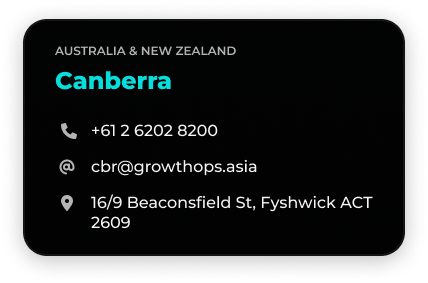 AUSTRALIA & NEW ZEALAND
Canberra
+61 2 6202 8200
cbr@growthops.asia
16/9 Beaconsfield St, Fyshwick ACT
2609